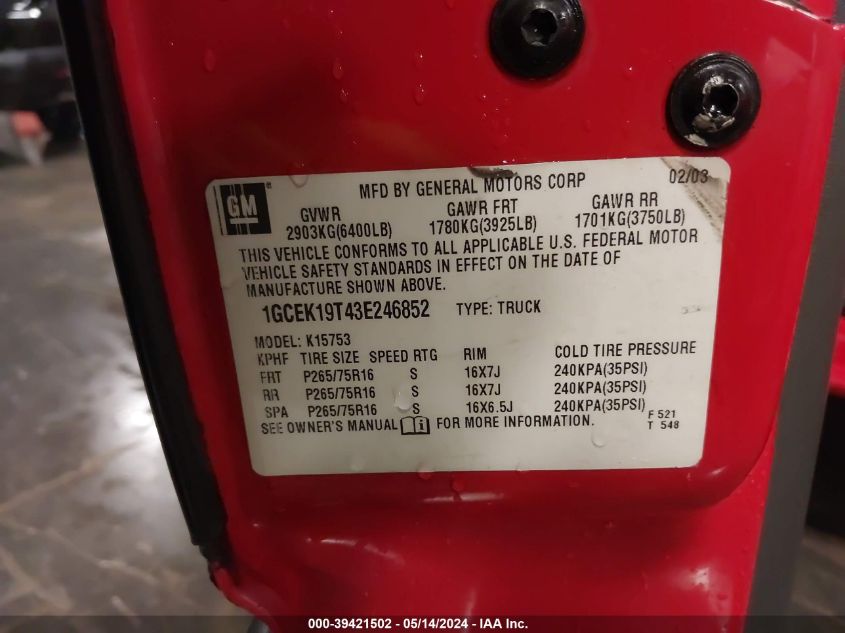 MFD BY GENERAL MOTORS CORP 02/03
GM
GVWR GAWR FRT GAWR RR
2903KG(6400LB) 1780KG(3925LB) 1701KG(3750LB)
THIS VEHICLE CONFORMS TO ALL APPLICABLE U.S. FEDERAL MOTOR
VEHICLE SAFETY STANDARDS IN EFFECT ON THE DATE OF
MANUFACTURE SHOWN ABOVE.
1GCEK19T43E246852 TYPE: TRUCK
MODEL: K15753
KPHF TIRE SIZE SPEED RTG RIM COLD TIRE PRESSURE
FRT P265/75R16 S 16X7J 240KPA(35PSI)
RR P265/75R16 S 16X7J 240KPA(35PSI)
SPA P265/75R16 S 16X6.5J 240KPA(35PSI)
SEE OWNER'S MANUAL FOR MORE INFORMATION.
F 521
T 548
000-39421502 - 05/14/2024 - IAA Inc.